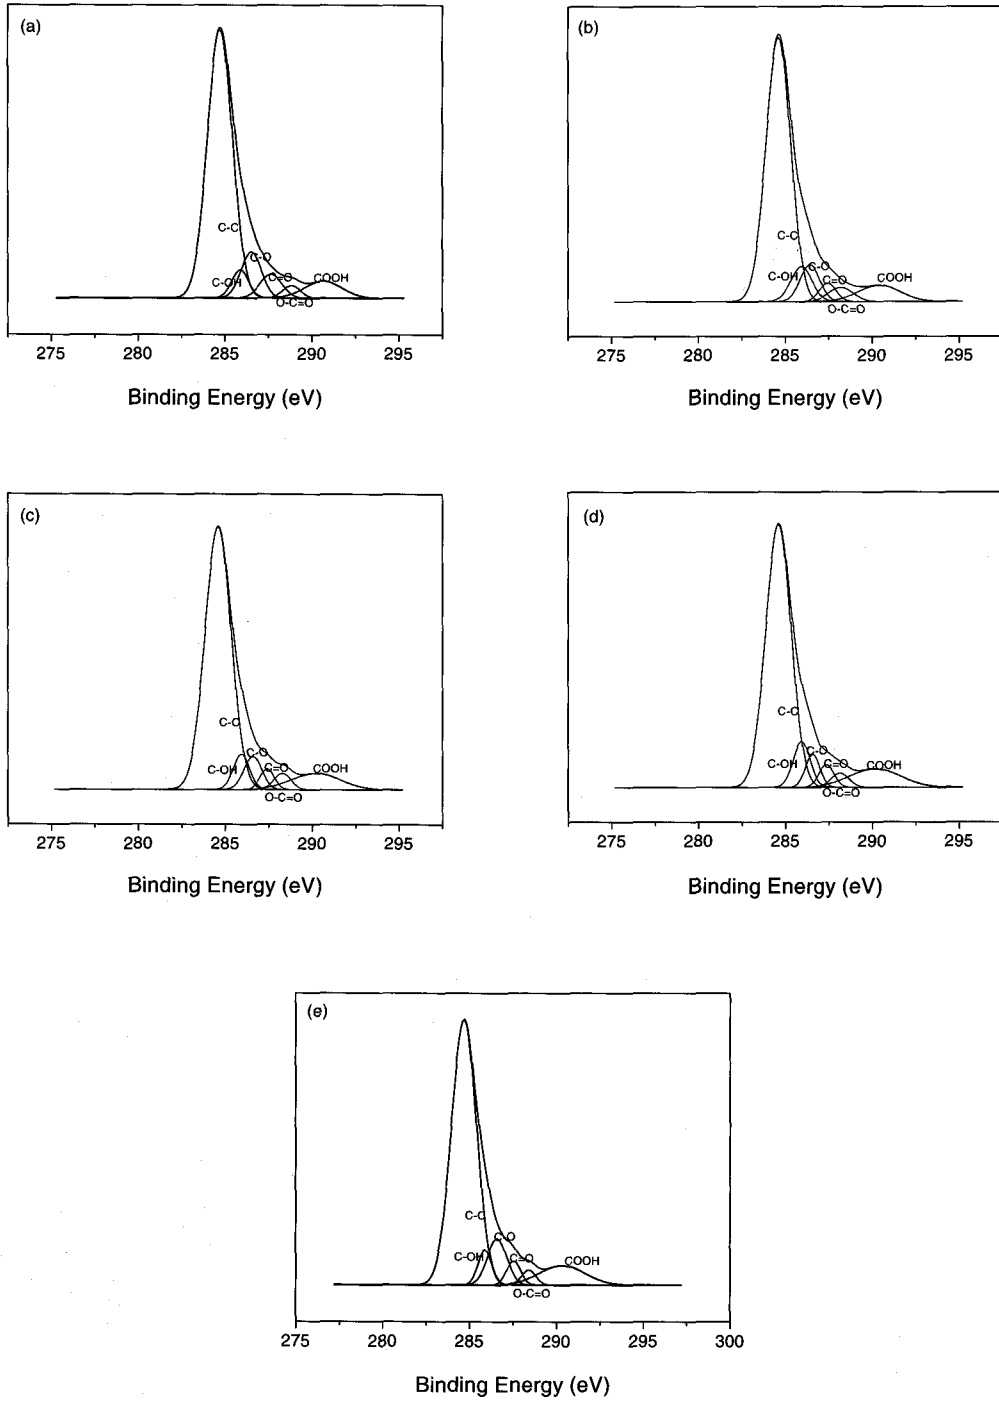 (a)
C-C
C-O
C-OH
C=O
COOH
O-C=O
275 280 285 290 295
Binding Energy (eV)
(b)
C-C
C-O
C-OH
C=O
COOH
O-C=O
275 280 285 290 295
Binding Energy (eV)
(c)
C-C
C-O
C-OH
C=O
COOH
O-C=O
275 280 285 290 295
Binding Energy (eV)
(d)
C-C
C-O
C-OH
C=O
COOH
O-C=O
275 280 285 290 295
Binding Energy (eV)
(e)
C-C
C-O
C-OH
C=O
COOH
O-C=O
275 280 285 290 295 300
Binding Energy (eV)